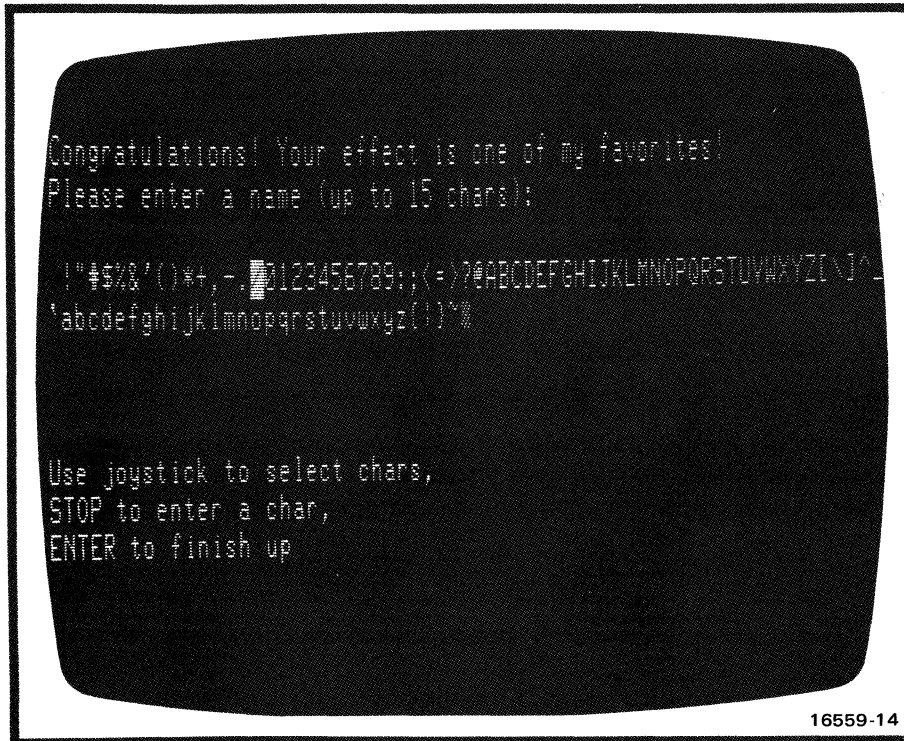 Congratulations! Your effect is one of my favorites!
Please enter a name (up to 15 chars):
!"#$%&'()*+,-.█0123456789:;<=>?@ABCDEFGHIJKLMNOPQRSTUVWXYZ[\]^_
`abcdefghijklmnopqrstuvwxyz{|}~▒
Use joystick to select chars,
STOP to enter a char,
ENTER to finish up
16559-14